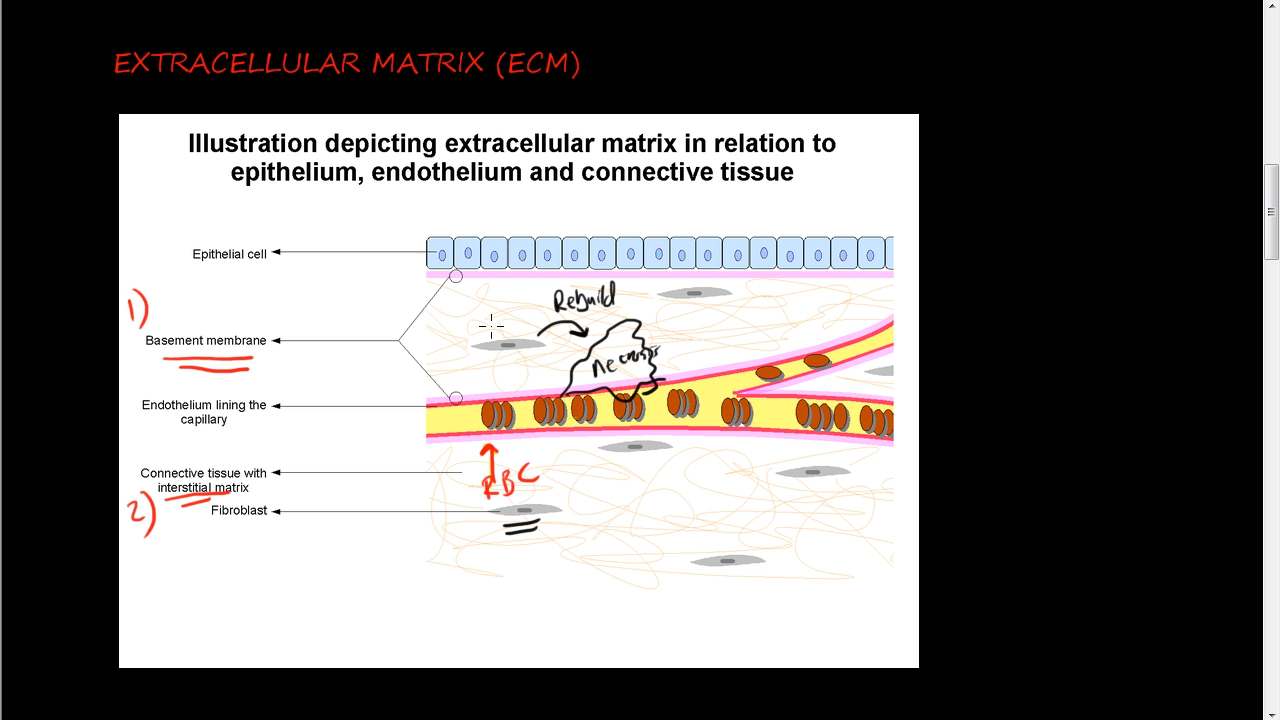 EXTRACELLULAR MATRIX (ECM)
Illustration depicting extracellular matrix in relation to
epithelium, endothelium and connective tissue
Epithelial cell
1)
Rebuild
Basement membrane
necrosis
Endothelium lining the
capillary
Connective tissue with
interstitial matrix
RBC
2)
Fibroblast